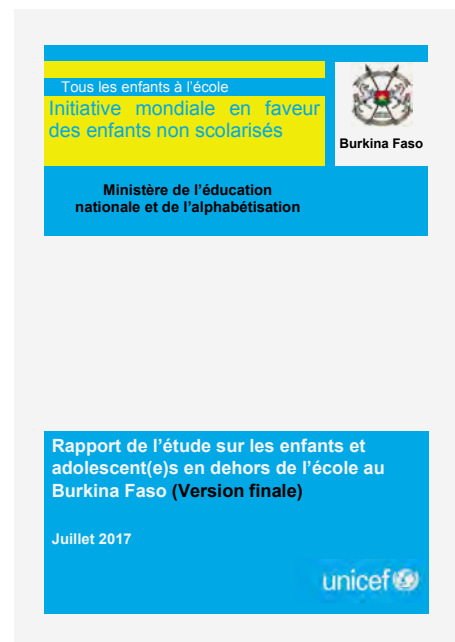 Tous les enfants à l'école
Initiative mondiale en faveur
des enfants non scolarisés
Burkina Faso
Ministère de l'éducation
nationale et de l'alphabétisation
Rapport de l'étude sur les enfants et
adolescent(e)s en dehors de l'école au
Burkina Faso (Version finale)
Juillet 2017
unicef